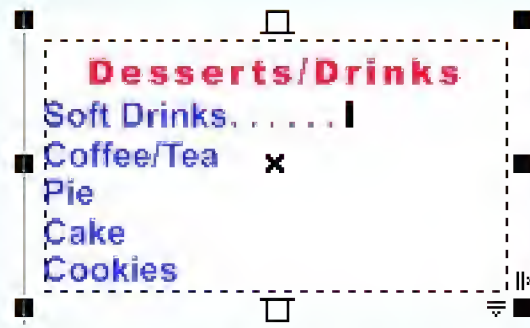 Desserts/Drinks
Soft Drinks......
Coffee/Tea
Pie
Cake
Cookies